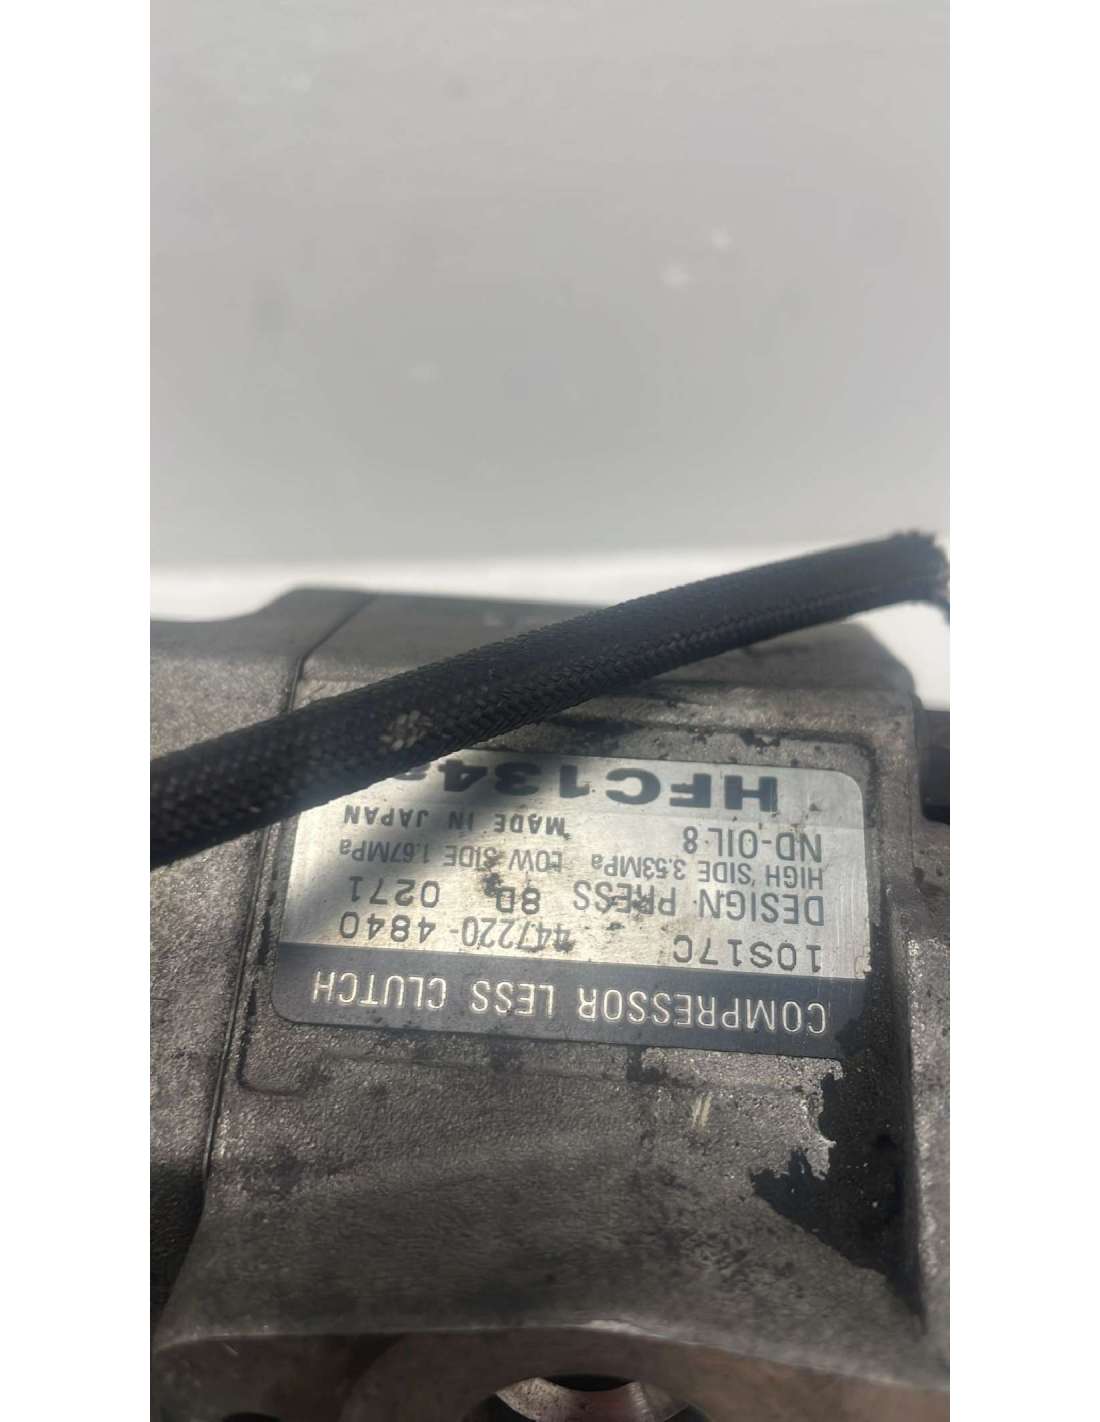 COMPRESSOR LESS CLUTCH
10S17C 447220-4840
DESIGN PRESS 8D 0271
HIGH SIDE 3.53MPa LOW SIDE 1.67MPa
ND-OIL 8 MADE IN JAPAN
HFC134a